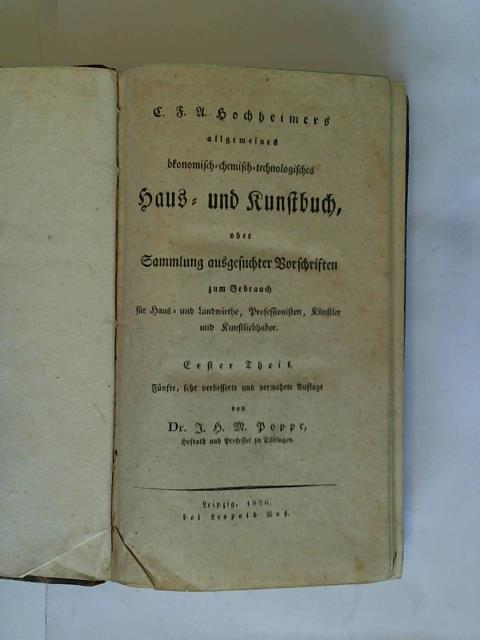 C. F. A. Hochheimers
allgemeines
ökonomisch-chemisch-technologisches
Haus- und Kunstbuch,
oder
Sammlung ausgesuchter Vorschriften
zum Gebrauch
für Haus- und Landwirthe, Professionisten, Künstler
und Kunstliebhaber.
Erster Theil.
Fünfte, sehr verbesserte und vermehrte Auflage
von
Dr. J. H. M. Poppe,
Hofrath und Professor zu Tübingen.
Leipzig,
bei Leopold Voß.